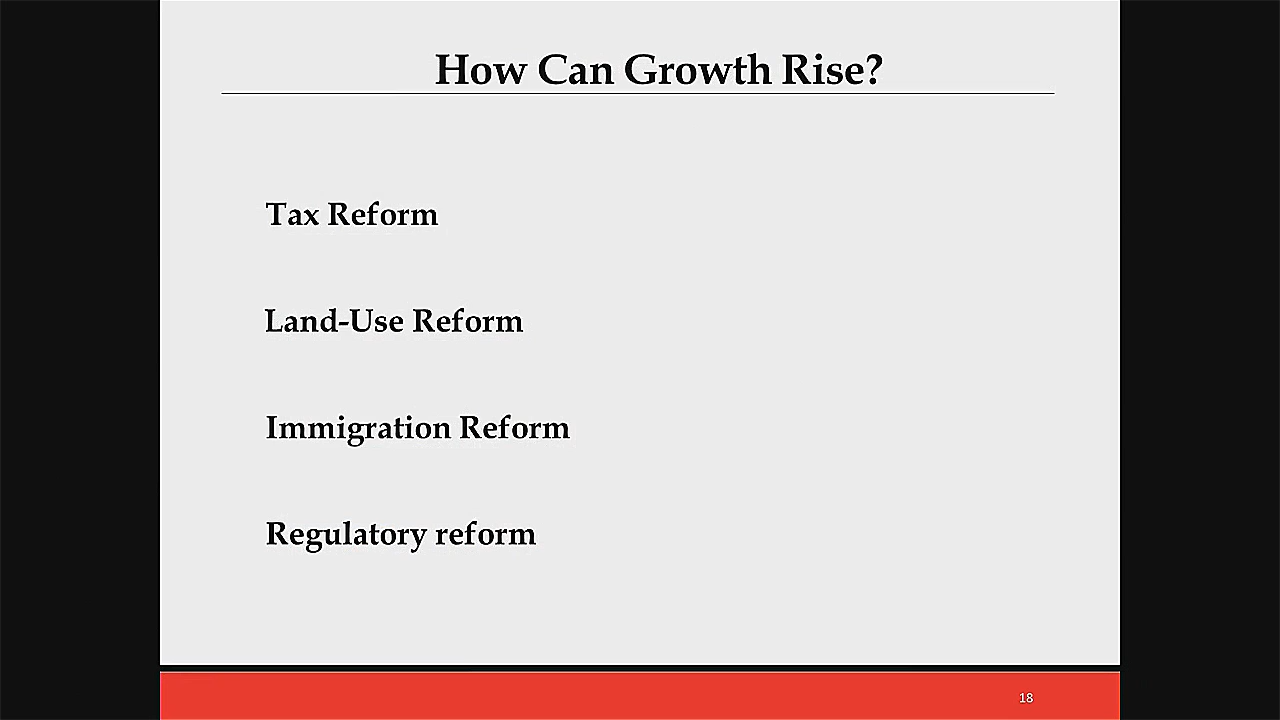 How Can Growth Rise?
Tax Reform
Land-Use Reform
Immigration Reform
Regulatory reform
18